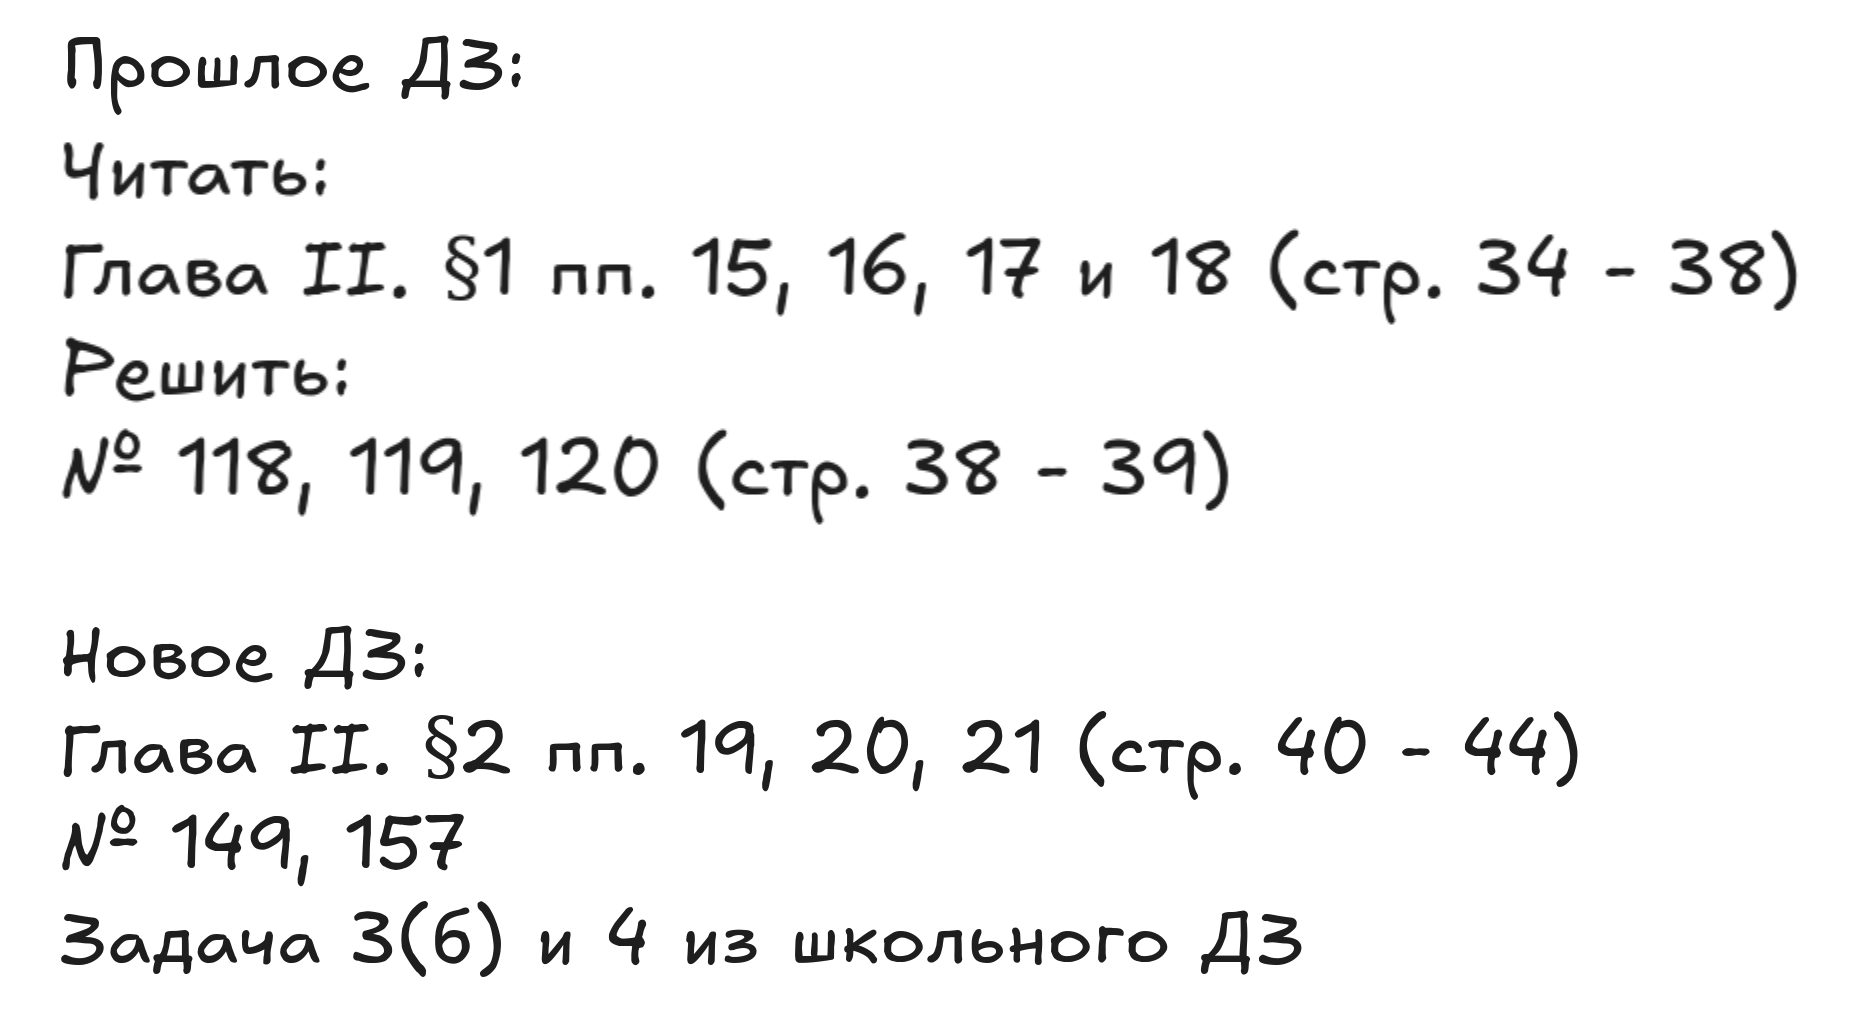 Прошлое ДЗ:
Читать:
Глава II. §1 пп. 15, 16, 17 и 18 (стр. 34 - 38)
Решить:
№ 118, 119, 120 (стр. 38 - 39)
Новое ДЗ:
Глава II. §2 пп. 19, 20, 21 (стр. 40 - 44)
№ 149, 157
Задача 3(б) и 4 из школьного ДЗ